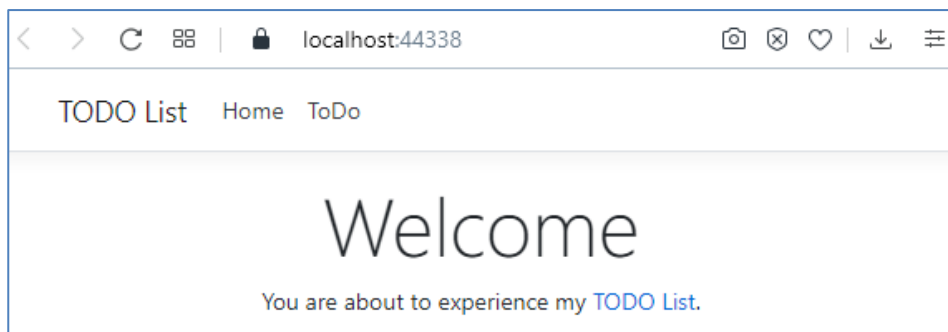 localhost:44338
TODO List Home ToDo
Welcome
You are about to experience my TODO List.